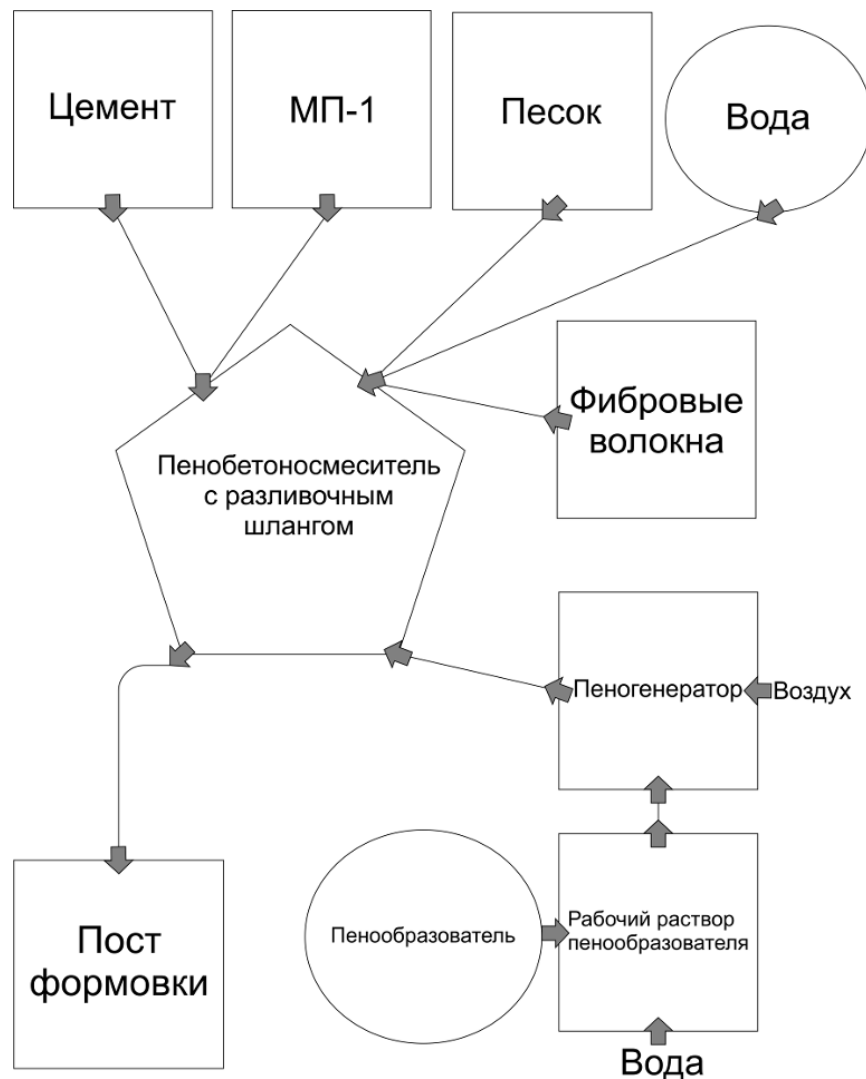 Цемент
МП-1
Песок
Вода
Фибровые
волокна
Пенобетоносмеситель
с разливочным
шлангом
Пеногенератор
Воздух
Пенообразователь
Рабочий раствор
пенообразователя
Пост
формовки
Вода